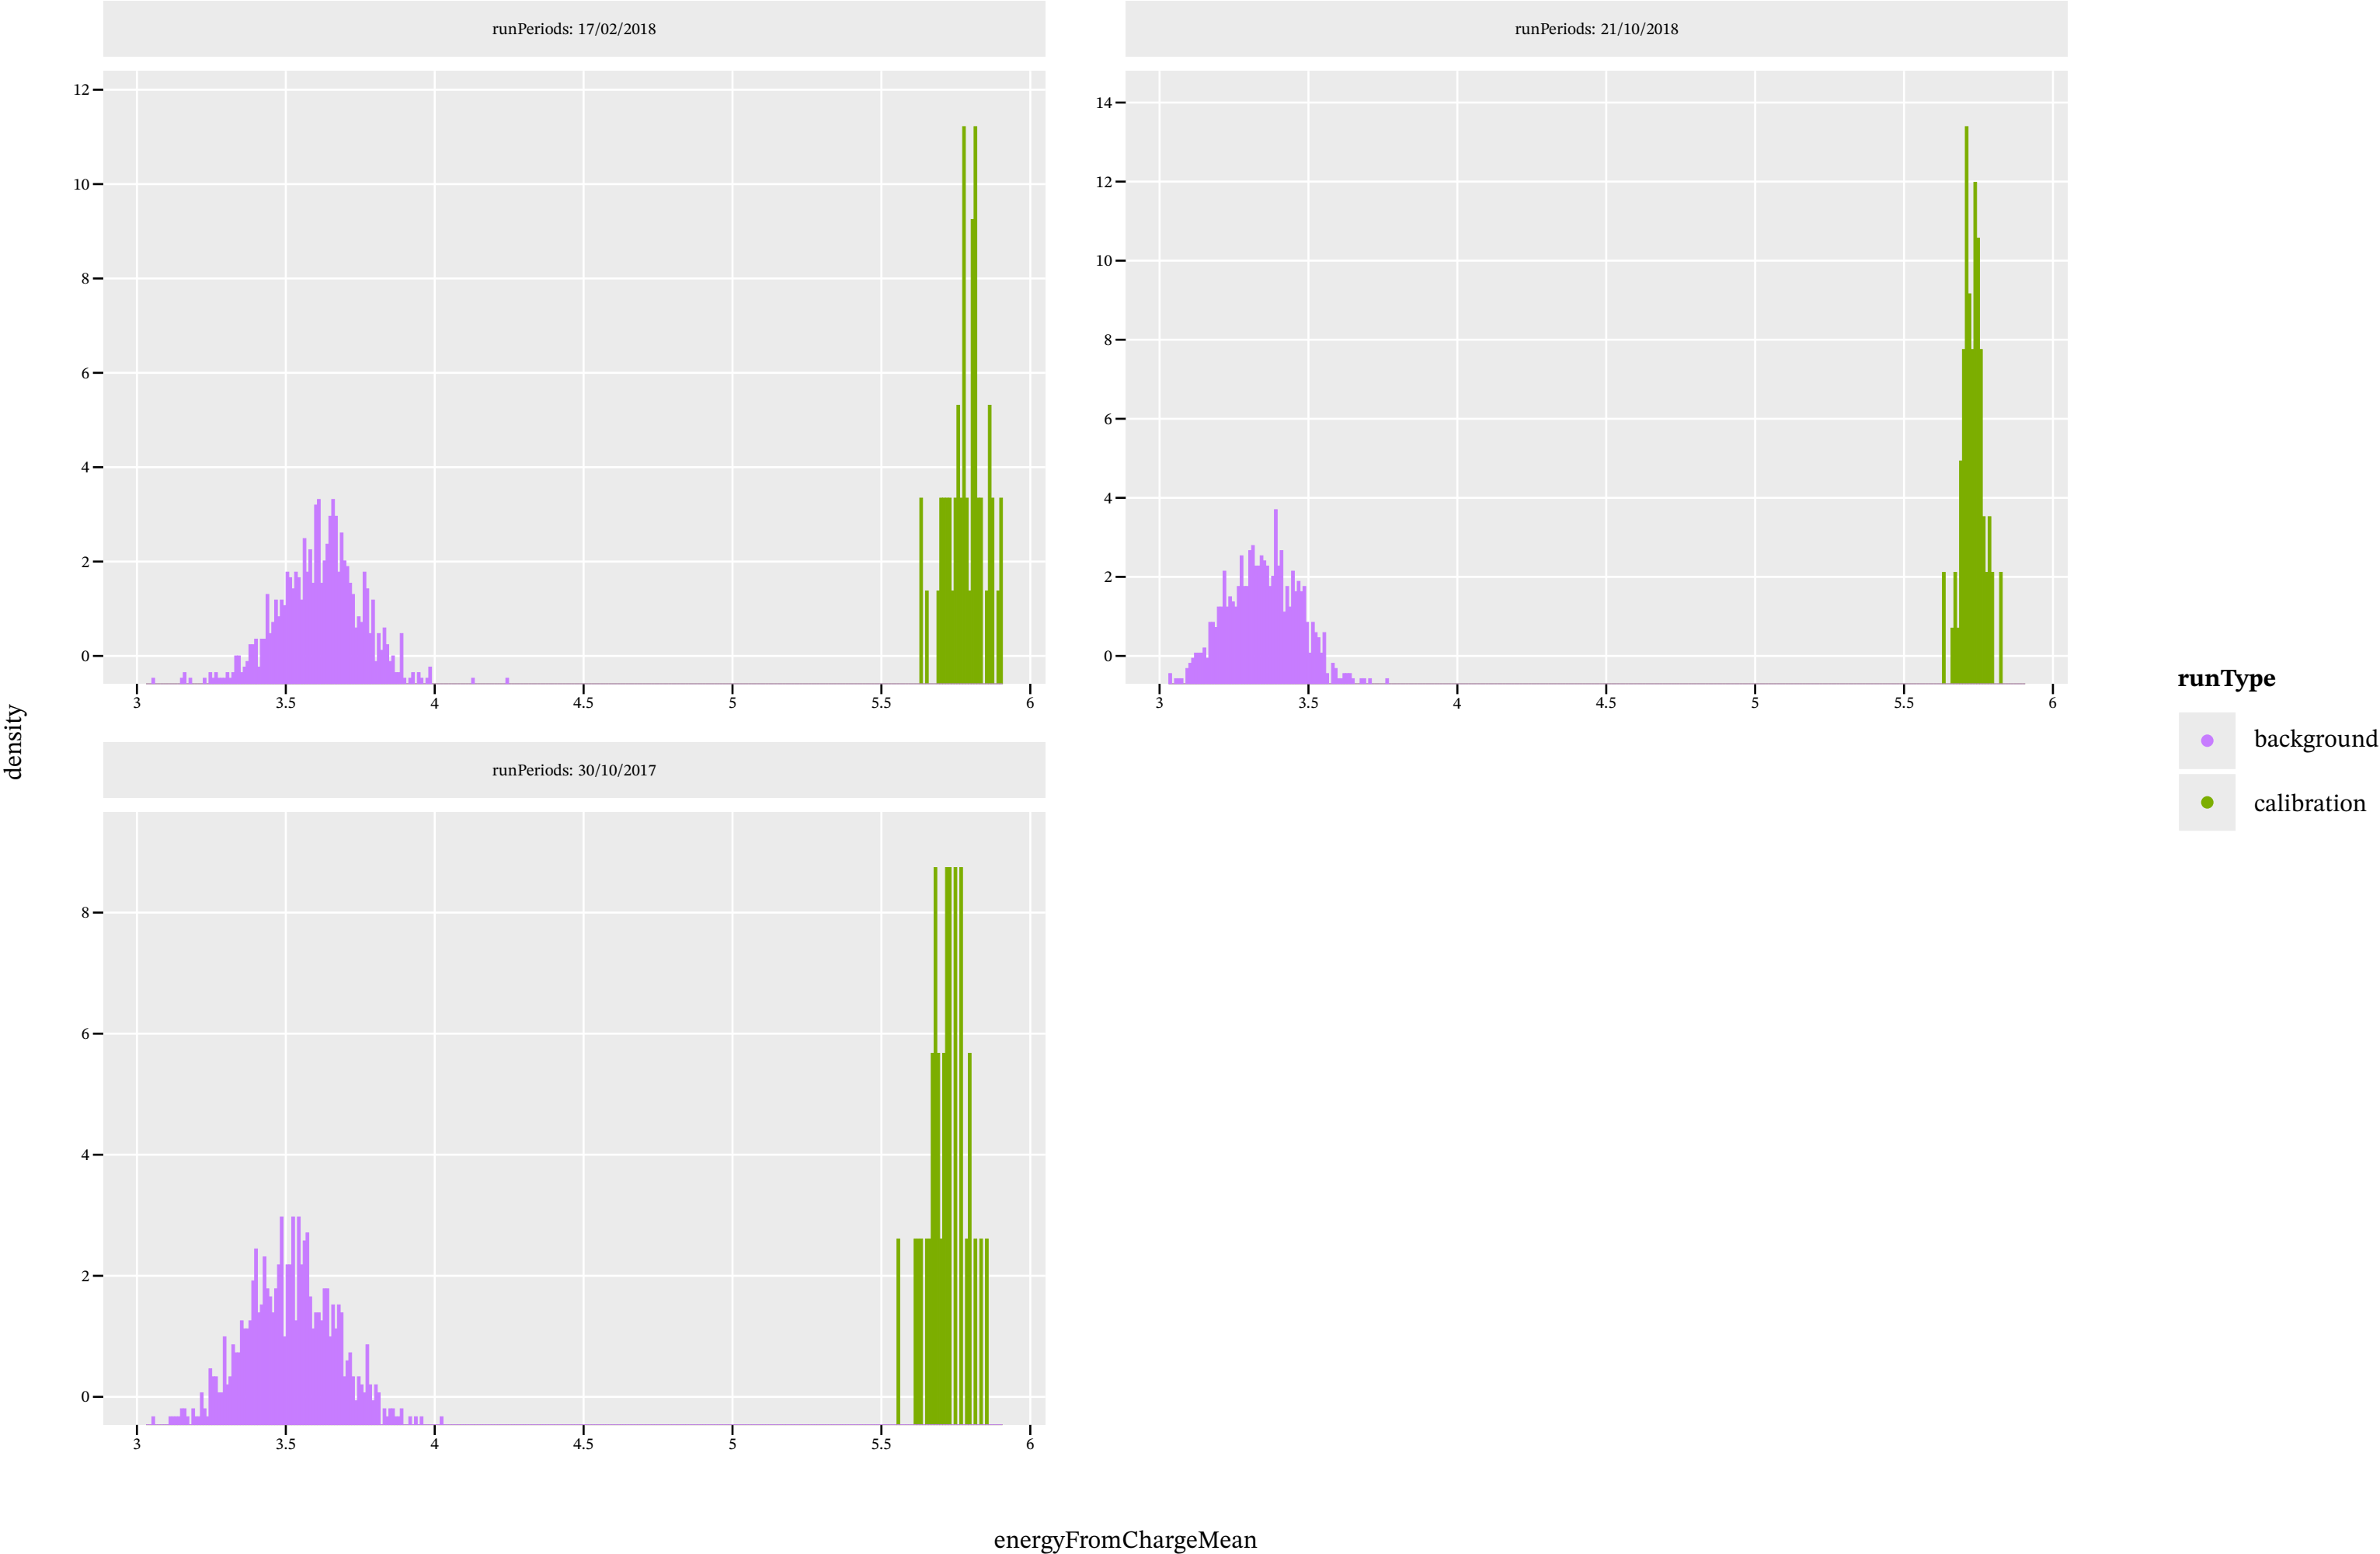 runPeriods: 17/02/2018
12
10
8
6
4
2
0
3 3.5 4 4.5 5 5.5 6
runPeriods: 21/10/2018
14
12
10
8
6
4
2
0
3 3.5 4 4.5 5 5.5 6
runPeriods: 30/10/2017
8
6
4
2
0
3 3.5 4 4.5 5 5.5 6
density
energyFromChargeMean
runType
background
calibration